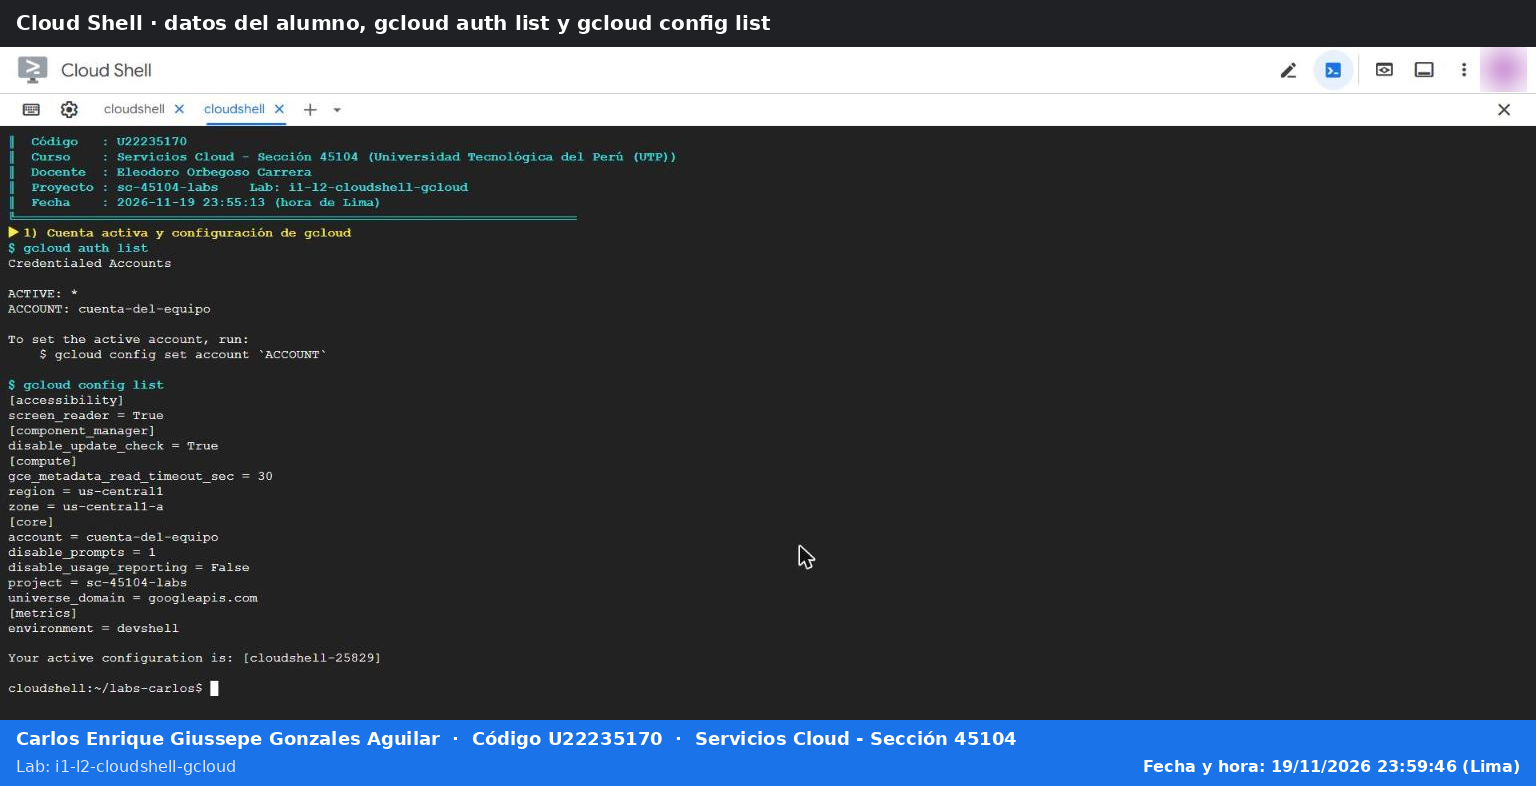 Cloud Shell · datos del alumno, gcloud auth list y gcloud config list
Cloud Shell
cloudshell
cloudshell
Código   : U22235170
Curso    : Servicios Cloud - Sección 45104 (Universidad Tecnológica del Perú (UTP))
Docente  : Eleodoro Orbegoso Carrera
Proyecto : sc-45104-labs    Lab: i1-l2-cloudshell-gcloud
Fecha    : 2026-11-19 23:55:13 (hora de Lima)
1) Cuenta activa y configuración de gcloud
$ gcloud auth list
Credentialed Accounts
ACTIVE: *
ACCOUNT: cuenta-del-equipo
To set the active account, run:
    $ gcloud config set account `ACCOUNT`
$ gcloud config list
[accessibility]
screen_reader = True
[component_manager]
disable_update_check = True
[compute]
gce_metadata_read_timeout_sec = 30
region = us-central1
zone = us-central1-a
[core]
account = cuenta-del-equipo
disable_prompts = 1
disable_usage_reporting = False
project = sc-45104-labs
universe_domain = googleapis.com
[metrics]
environment = devshell
Your active configuration is: [cloudshell-25829]
cloudshell:~/labs-carlos$
Carlos Enrique Giussepe Gonzales Aguilar · Código U22235170 · Servicios Cloud - Sección 45104
Lab: i1-l2-cloudshell-gcloud
Fecha y hora: 19/11/2026 23:59:46 (Lima)